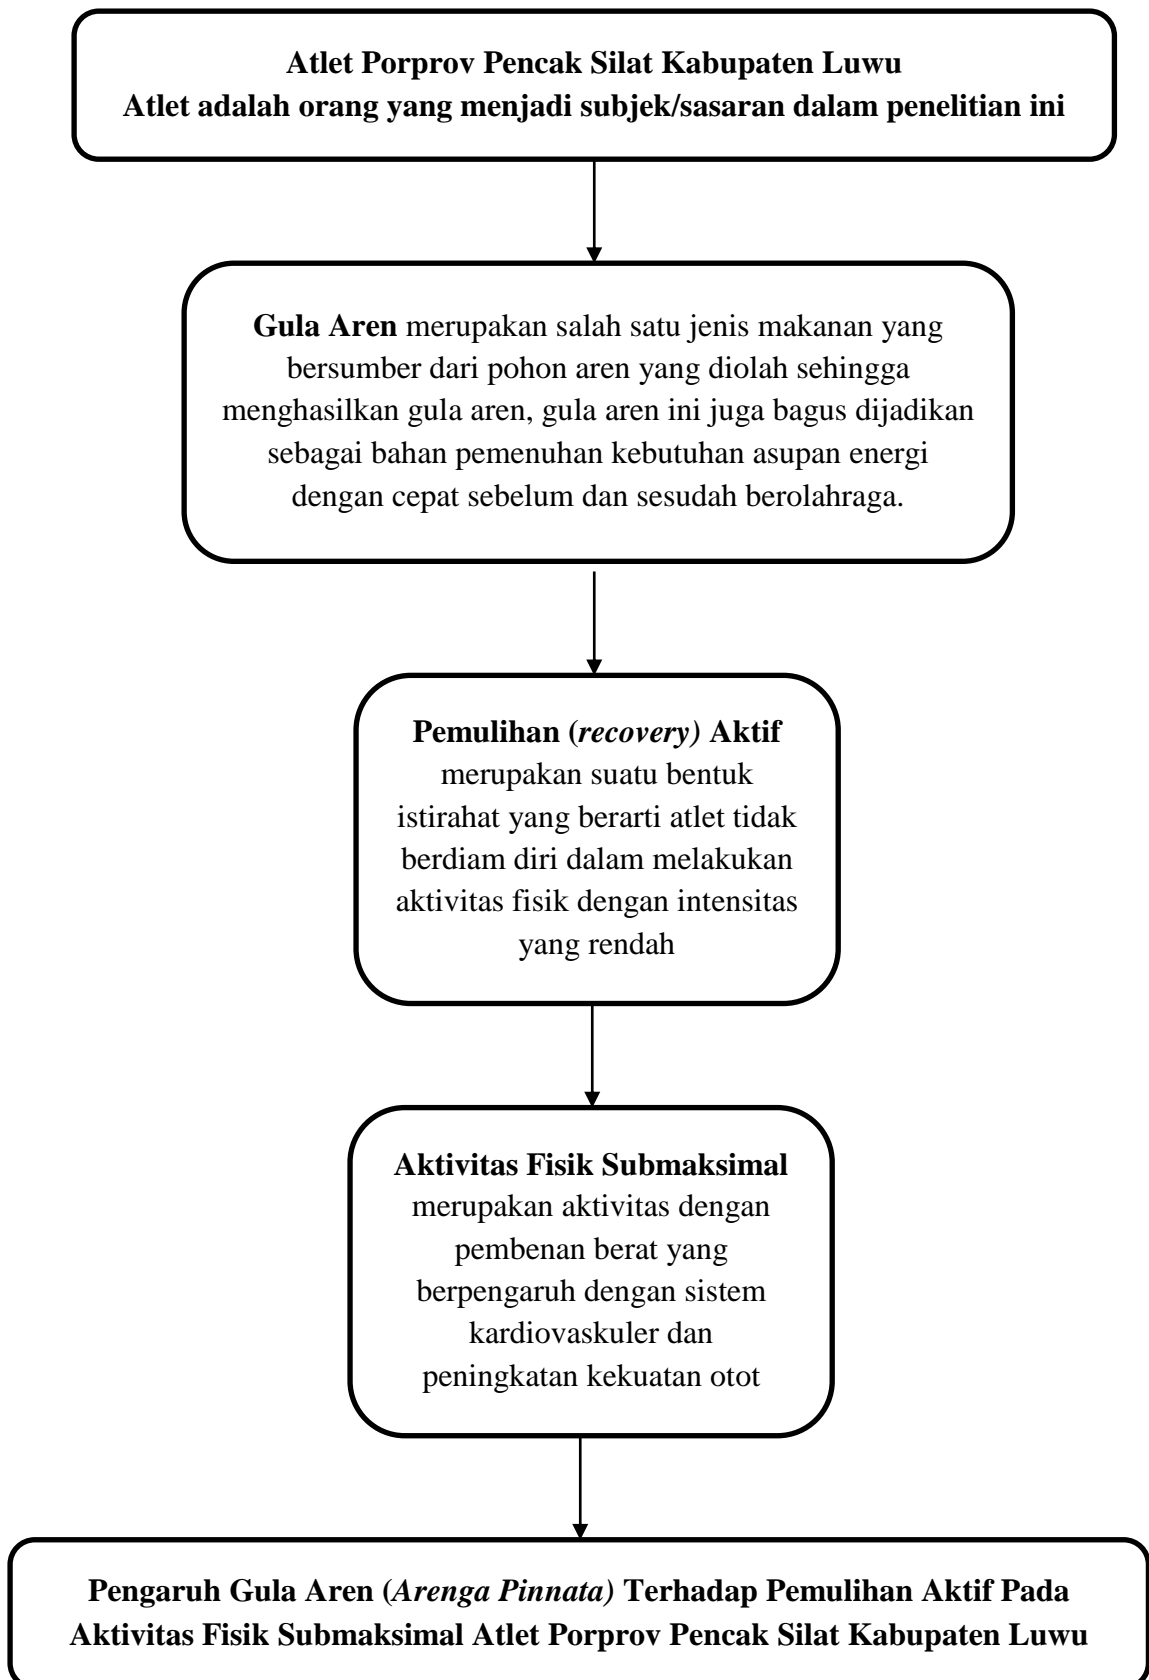 Atlet Porprov Pencak Silat Kabupaten Luwu
Atlet adalah orang yang menjadi subjek/sasaran dalam penelitian ini
Gula Aren merupakan salah satu jenis makanan yang
bersumber dari pohon aren yang diolah sehingga
menghasilkan gula aren, gula aren ini juga bagus dijadikan
sebagai bahan pemenuhan kebutuhan asupan energi
dengan cepat sebelum dan sesudah berolahraga.
Pemulihan (recovery) Aktif
merupakan suatu bentuk
istirahat yang berarti atlet tidak
berdiam diri dalam melakukan
aktivitas fisik dengan intensitas
yang rendah
Aktivitas Fisik Submaksimal
merupakan aktivitas dengan
pembenan berat yang
berpengaruh dengan sistem
kardiovaskuler dan
peningkatan kekuatan otot
Pengaruh Gula Aren (Arenga Pinnata) Terhadap Pemulihan Aktif Pada
Aktivitas Fisik Submaksimal Atlet Porprov Pencak Silat Kabupaten Luwu